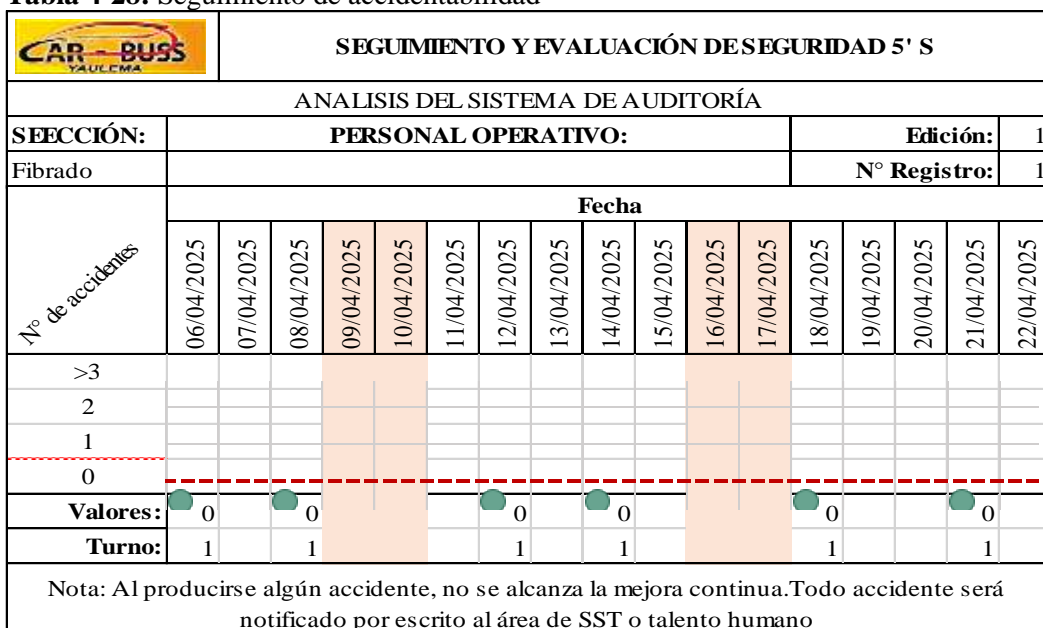 Tabla 4-28: Seguimiento de accidentabilidad
CAR - BUSS
YAULEMA
SEGUIMIENTO Y EVALUACIÓN DE SEGURIDAD 5' S
ANALISIS DEL SISTEMA DE AUDITORÍA
SEECCIÓN: PERSONAL OPERATIVO: Edición: 1
Fibrado N° Registro: 1
Fecha
N° de accidentes 06/04/2025 07/04/2025 08/04/2025 09/04/2025 10/04/2025 11/04/2025 12/04/2025 13/04/2025 14/04/2025 15/04/2025 16/04/2025 17/04/2025 18/04/2025 19/04/2025 20/04/2025 21/04/2025 22/04/2025
>3
2
1
0
Valores: 0 0 0 0 0 0
Turno: 1 1 1 1 1 1
Nota: Al producirse algún accidente, no se alcanza la mejora continua.Todo accidente será
notificado por escrito al área de SST o talento humano